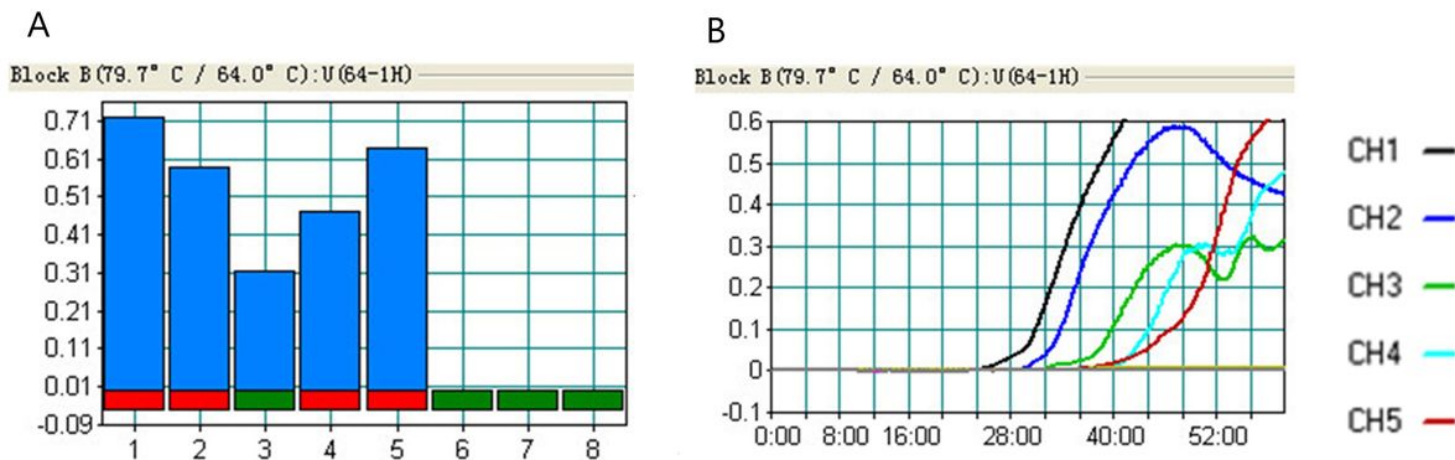 A
Block B(79.7° C / 64.0° C):U(64-1H)
0.71
0.61
0.51
0.41
0.31
0.21
0.11
0.01
-0.09
1 2 3 4 5 6 7 8
B
Block B(79.7° C / 64.0° C):U(64-1H)
0.6
0.5
0.4
0.3
0.2
0.1
0
-0.1
0:00 8:00 16:00 28:00 40:00 52:00
CH1
CH2
CH3
CH4
CH5